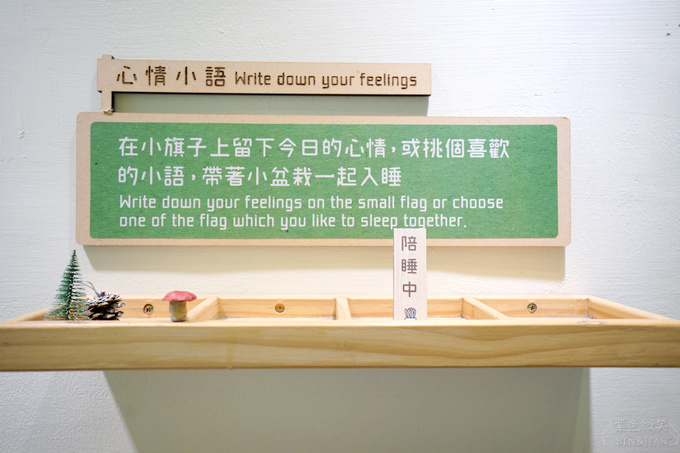 心情小語 Write down your feelings
在小旗子上留下今日的心情，或挑個喜歡
的小語，帶著小盆栽一起入睡
Write down your feelings on the small flag or choose
one of the flag which you like to sleep together.
陪睡中